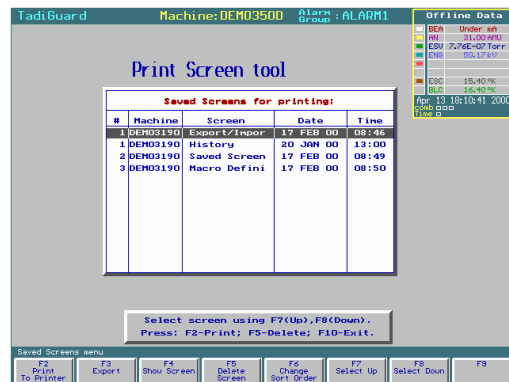 TadiGuard Machine:DEMO350D Alarm Group :ALARM1
Offline Data
BEA Under mA
AN 31.00 AMU
ESV 7.76E-07 Torr
ENG 50.17 kV
ESC 15.40 °K
BLC 16.40 °K
Apr 13 18:10:41 2000
Comb
Time
Print Screen tool
Saved Screens for printing:
# Machine Screen Date Time
1 DEMO3190 Export/Impor 17 FEB 00 08:46
1 DEMO3190 History 20 JAN 00 13:00
2 DEMO3190 Saved Screen 17 FEB 00 08:49
3 DEMO3190 Macro Defini 17 FEB 00 08:50
Select screen using F7(Up),F8(Down).
Press: F2-Print; F5-Delete; F10-Exit.
Saved Screens menu
F2 Print To Printer
F3 Export
F4 Show Screen
F5 Delete Screen
F6 Change Sort Order
F7 Select Up
F8 Select Down
F9